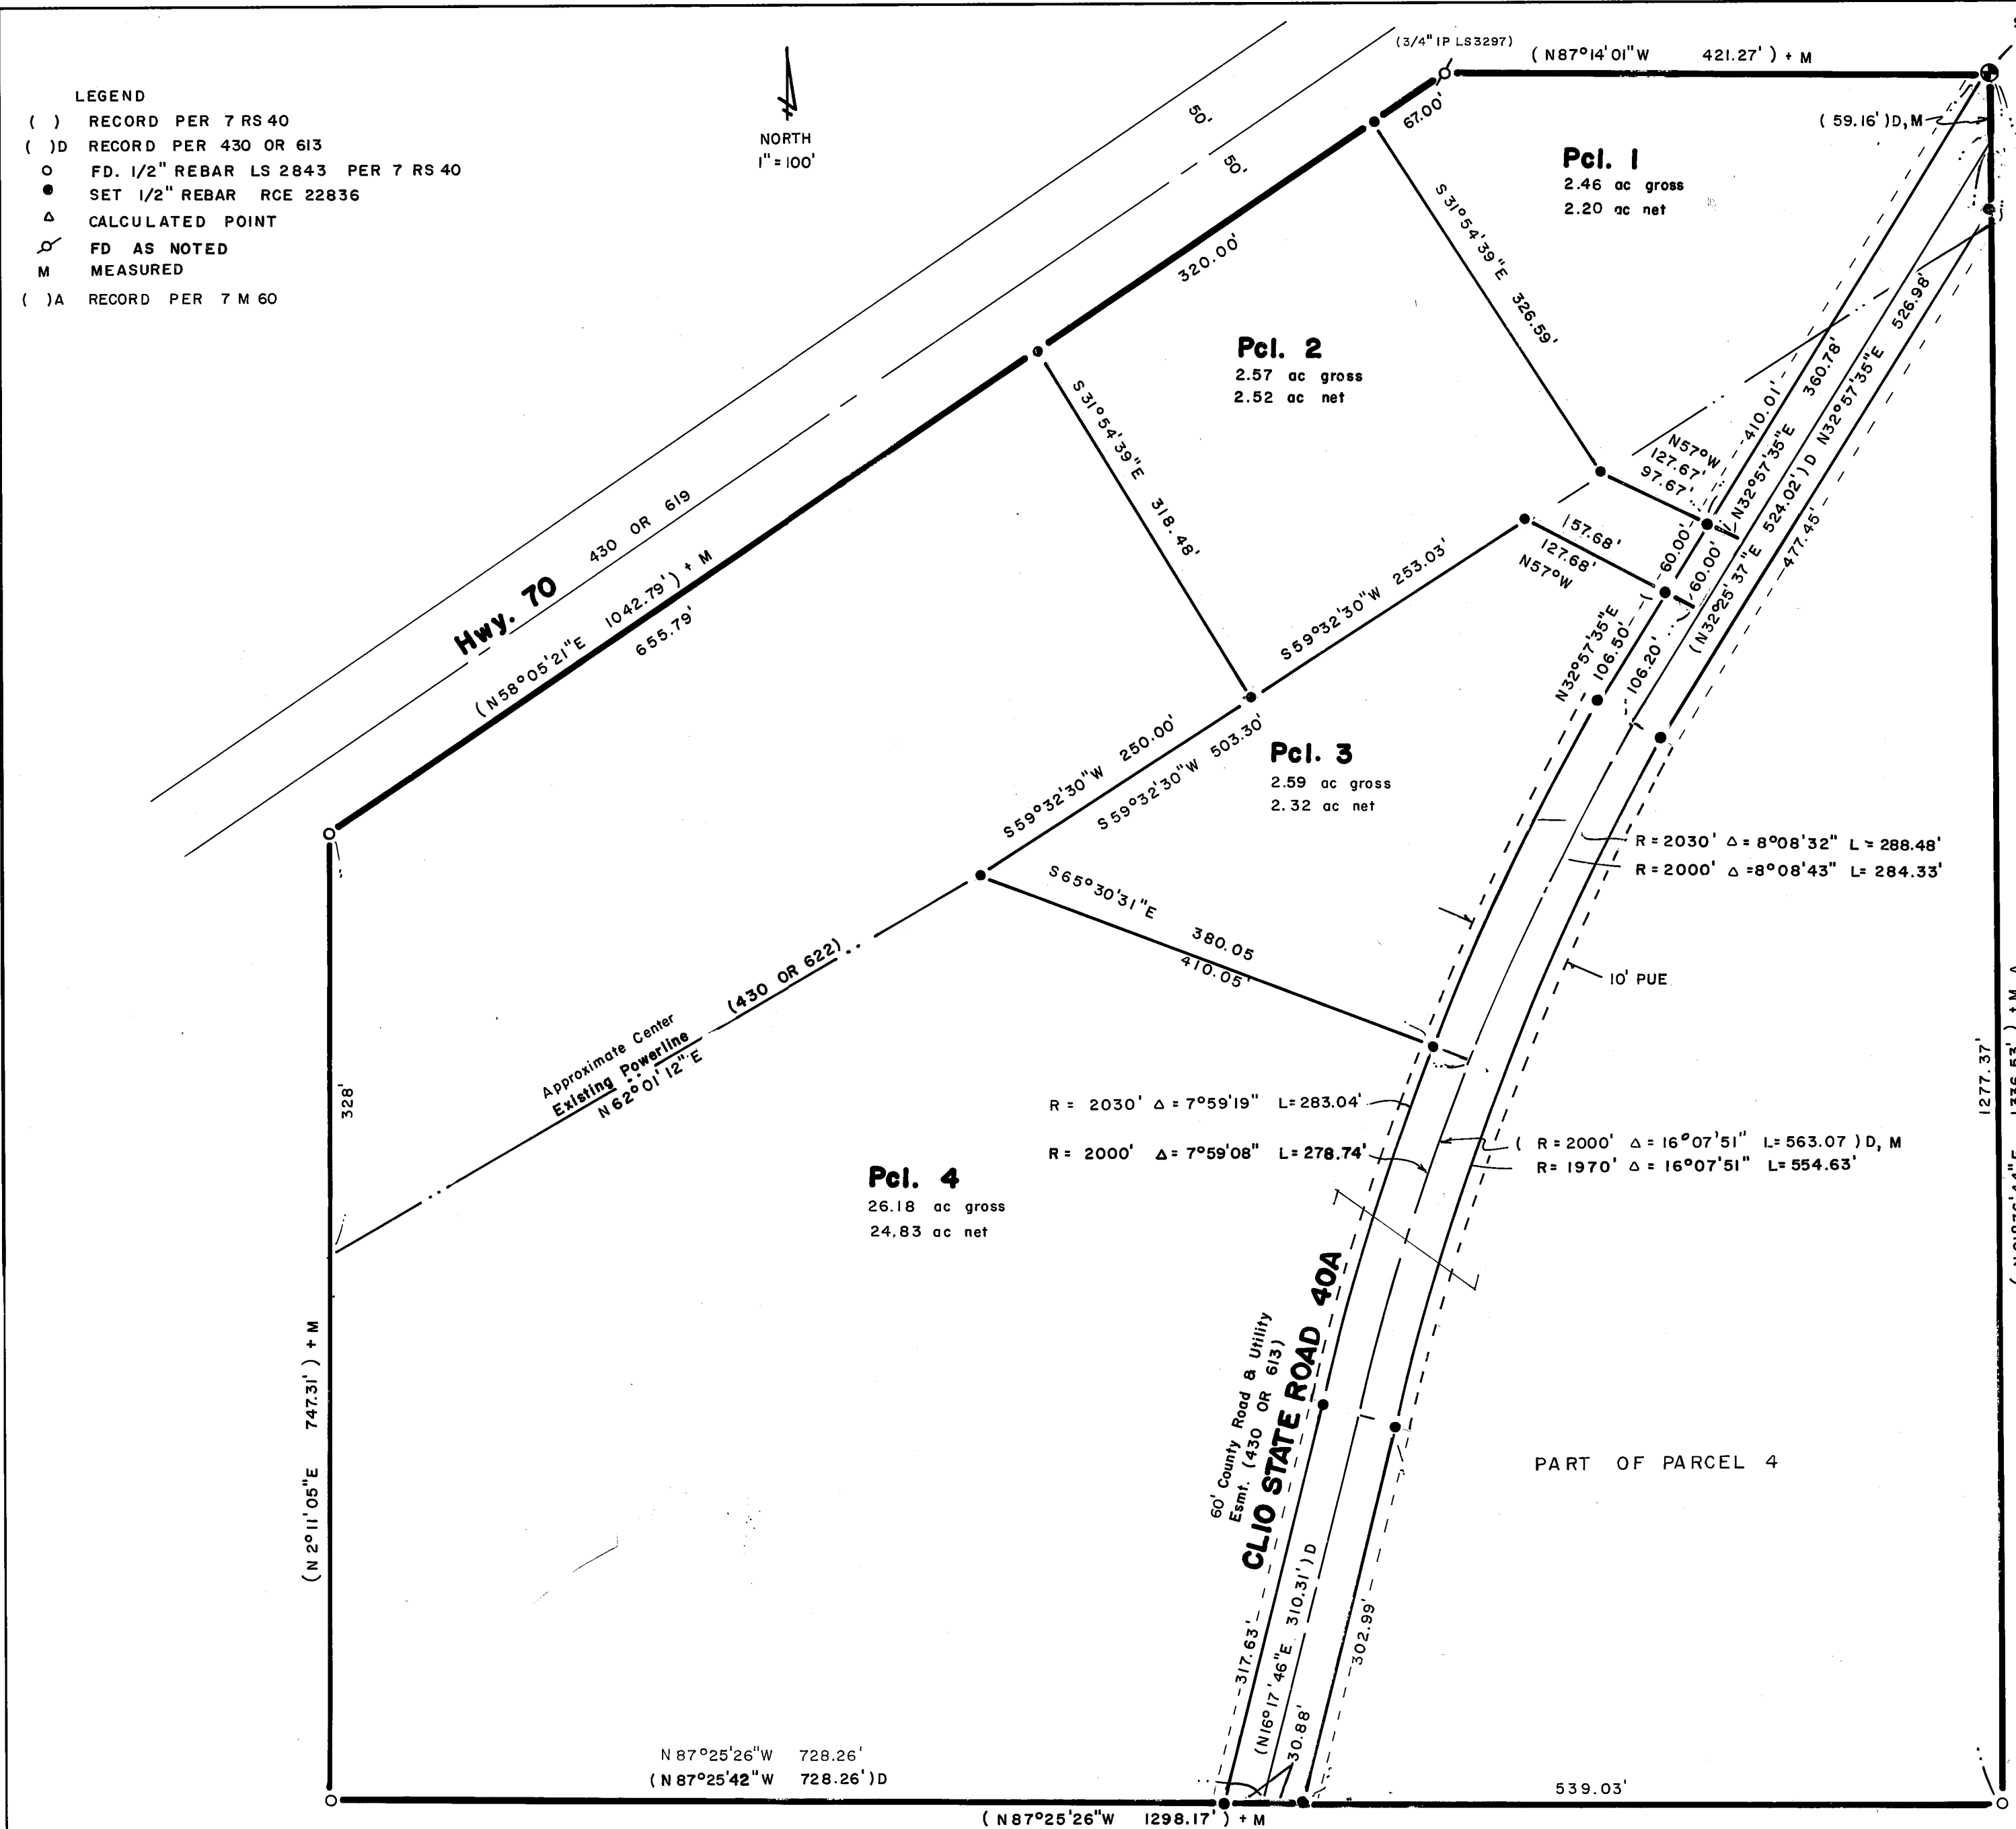 LEGEND
( ) RECORD PER 7 RS 40
( )D RECORD PER 430 OR 613
FD. 1/2" REBAR LS 2843 PER 7 RS 40
SET 1/2" REBAR RCE 22836
CALCULATED POINT
FD AS NOTED
M MEASURED
( )A RECORD PER 7 M 60
NORTH
1" = 100'
(3/4" IP LS3297)
( N87°14'01"W 421.27' ) + M
50'
50'
67.00'
( 59.16' )D, M
Pcl. 1
2.46 ac gross
2.20 ac net
S 31°54'39"E 326.59'
320.00'
Pcl. 2
2.57 ac gross
2.52 ac net
S 31°54'39"E 318.48'
526.98'
N32°57'35"E
360.78'
N32°57'35"E
410.01'
N57°W
127.67'
97.67'
(N32°25'37"E 524.02' ) D
477.45'
60.00'
60.00'
157.68'
127.68'
N57°W
N32°57'35"E
106.50'
106.20'
Hwy. 70
430 OR 619
(N58°05'21"E 1042.79' ) + M
655.79'
S59°32'30"W 253.03'
S59°32'30"W 250.00'
S59°32'30"W 503.30'
Pcl. 3
2.59 ac gross
2.32 ac net
R = 2030' Δ = 8°08'32" L = 288.48'
R = 2000' Δ =8°08'43" L= 284.33'
S65°30'31"E 380.05
410.05'
10' PUE
Approximate Center
Existing Powerline (430 OR 622)
N 62°01'12" E
328'
R = 2030' Δ = 7°59'19" L=283.04'
R = 2000' Δ = 7°59'08" L=278.74'
( R=2000' Δ = 16°07'51" L=563.07 ) D, M
R= 1970' Δ = 16°07'51" L=554.63'
1277.37'
Pcl. 4
26.18 ac gross
24.83 ac net
60' County Road & Utility
Esmt. (430 OR 613)
CLIO STATE ROAD 40A
PART OF PARCEL 4
( N 2°11'05"E 747.31' ) + M
317.63'
(N16°17'46"E 310.31' ) D
302.99'
30.88'
N 87°25'26"W 728.26'
( N 87°25'42"W 728.26' )D
( N87°25'26"W 1298.17' ) + M
539.03'